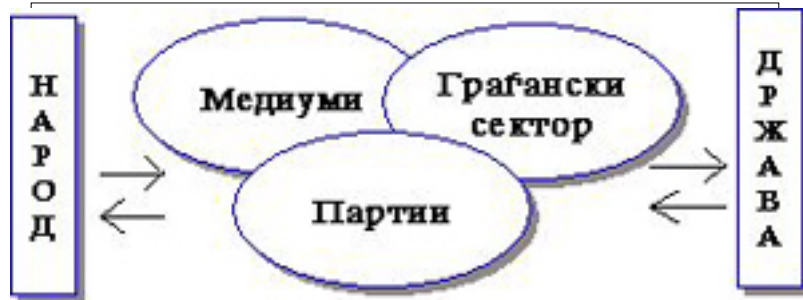 НАРОД
Медиуми
Граѓански
сектор
Партии
ДРЖАВА